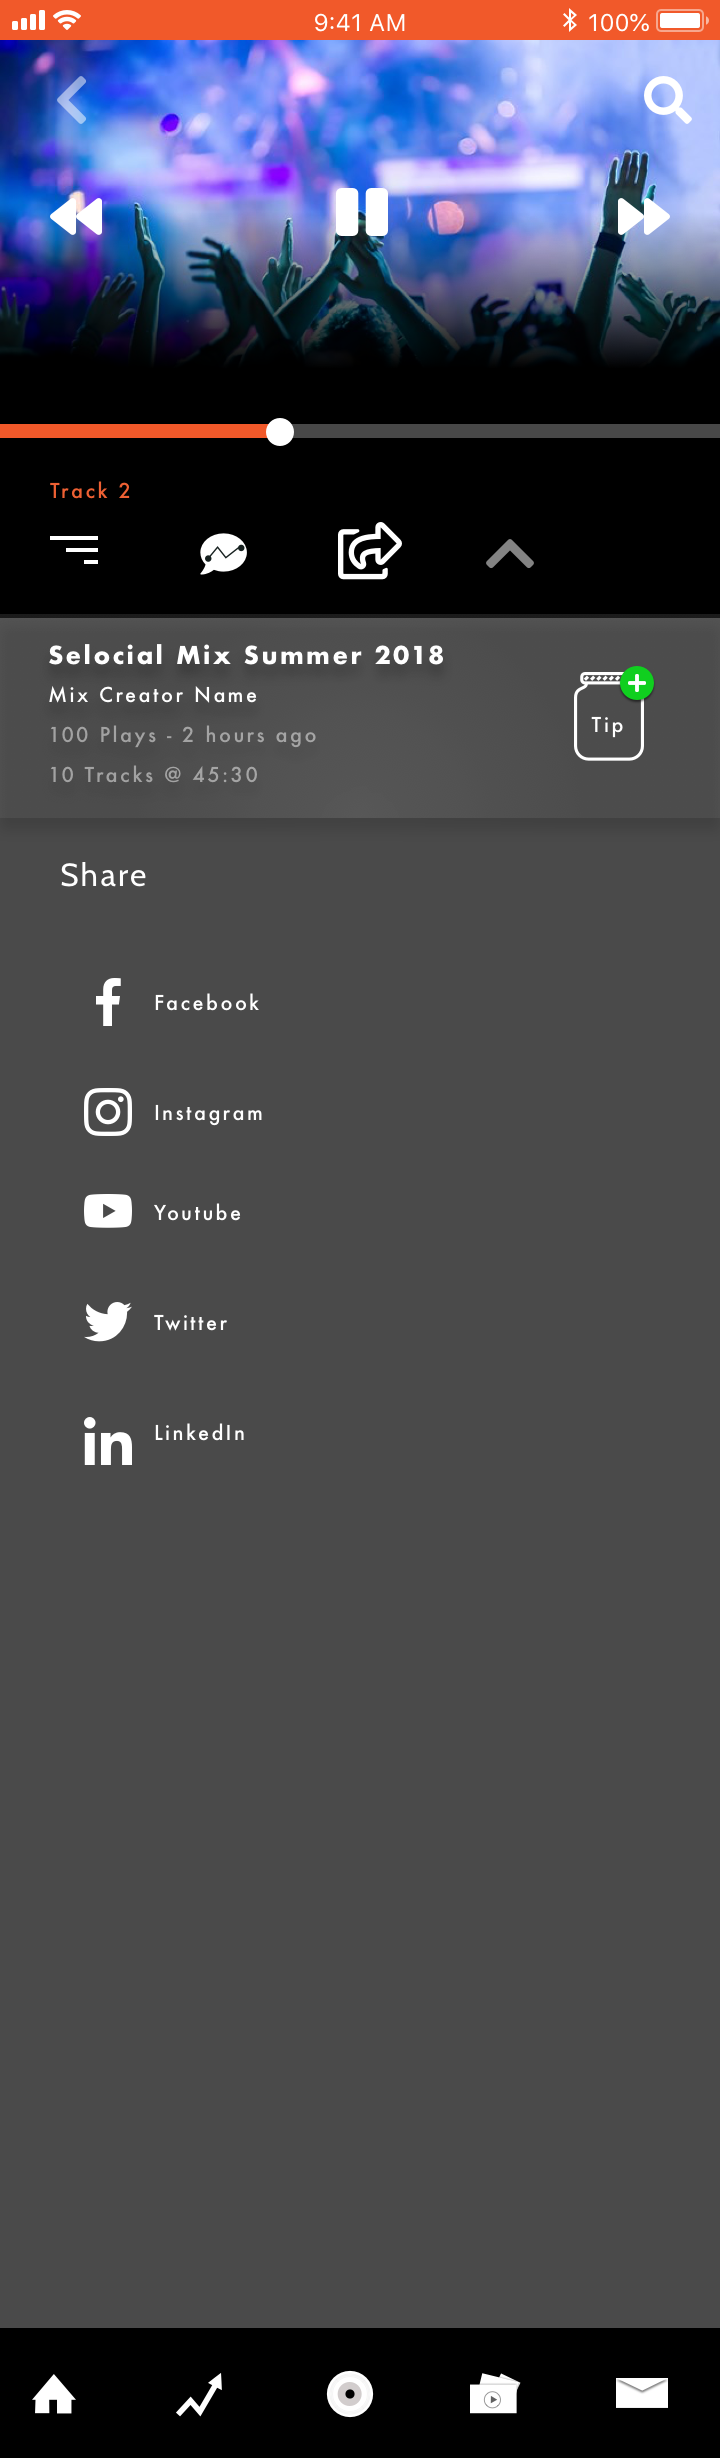 9:41 AM
100%
Track 2
Selocial Mix Summer 2018
Mix Creator Name
100 Plays - 2 hours ago
10 Tracks @ 45:30
Tip
Share
Facebook
Instagram
Youtube
Twitter
LinkedIn